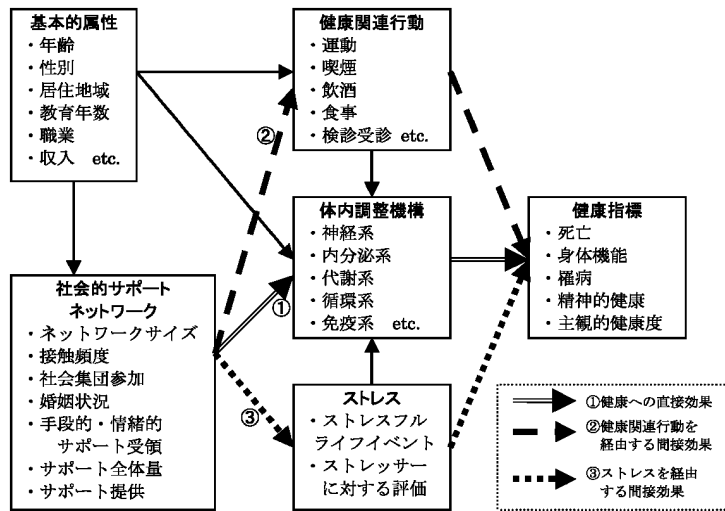 基本的属性
・年齢
・性別
・居住地域
・教育年数
・職業
・収入 etc.
健康関連行動
・運動
・喫煙
・飲酒
・食事
・検診受診 etc.
②
体内調整機構
・神経系
・内分泌系
・代謝系
・循環系
・免疫系 etc.
健康指標
・死亡
・身体機能
・罹病
・精神的健康
・主観的健康度
社会的サポート
ネットワーク
・ネットワークサイズ
・接触頻度
・社会集団参加
・婚姻状況
・手段的・情緒的
サポート受領
・サポート全体量
・サポート提供
①
③
ストレス
・ストレスフル
ライフイベント
・ストレッサー
に対する評価
①健康への直接効果
②健康関連行動を
経由する間接効果
③ストレスを経由
する間接効果